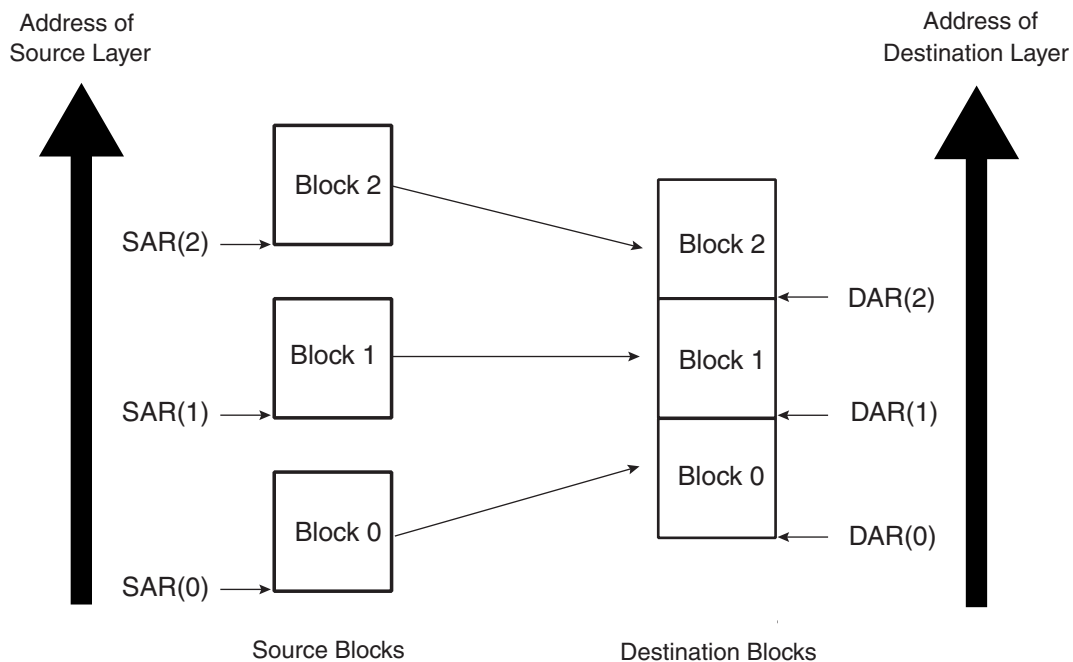 Address of
Source Layer
Address of
Destination Layer
Block 2
SAR(2)
Block 2
DAR(2)
Block 1
Block 1
SAR(1)
DAR(1)
Block 0
Block 0
DAR(0)
SAR(0)
Source Blocks
Destination Blocks